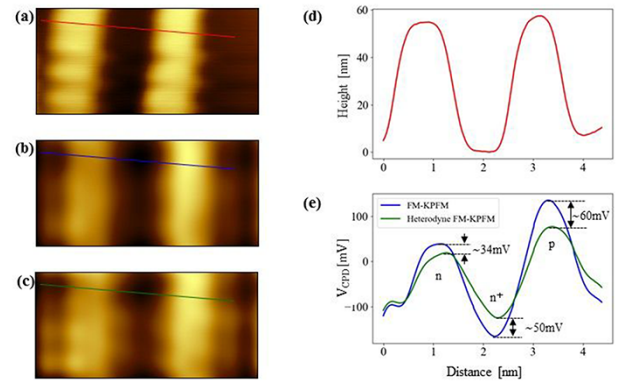 (a)
(b)
(c)
(d)
Height [nm]
60
40
20
0
0
1
2
3
4
(e)
FM-KPFM
Heterodyne FM-KPFM
V_CPD [mV]
100
0
−100
~34mV
~60mV
~50mV
n
n⁺
p
0
1
2
3
4
Distance [nm]